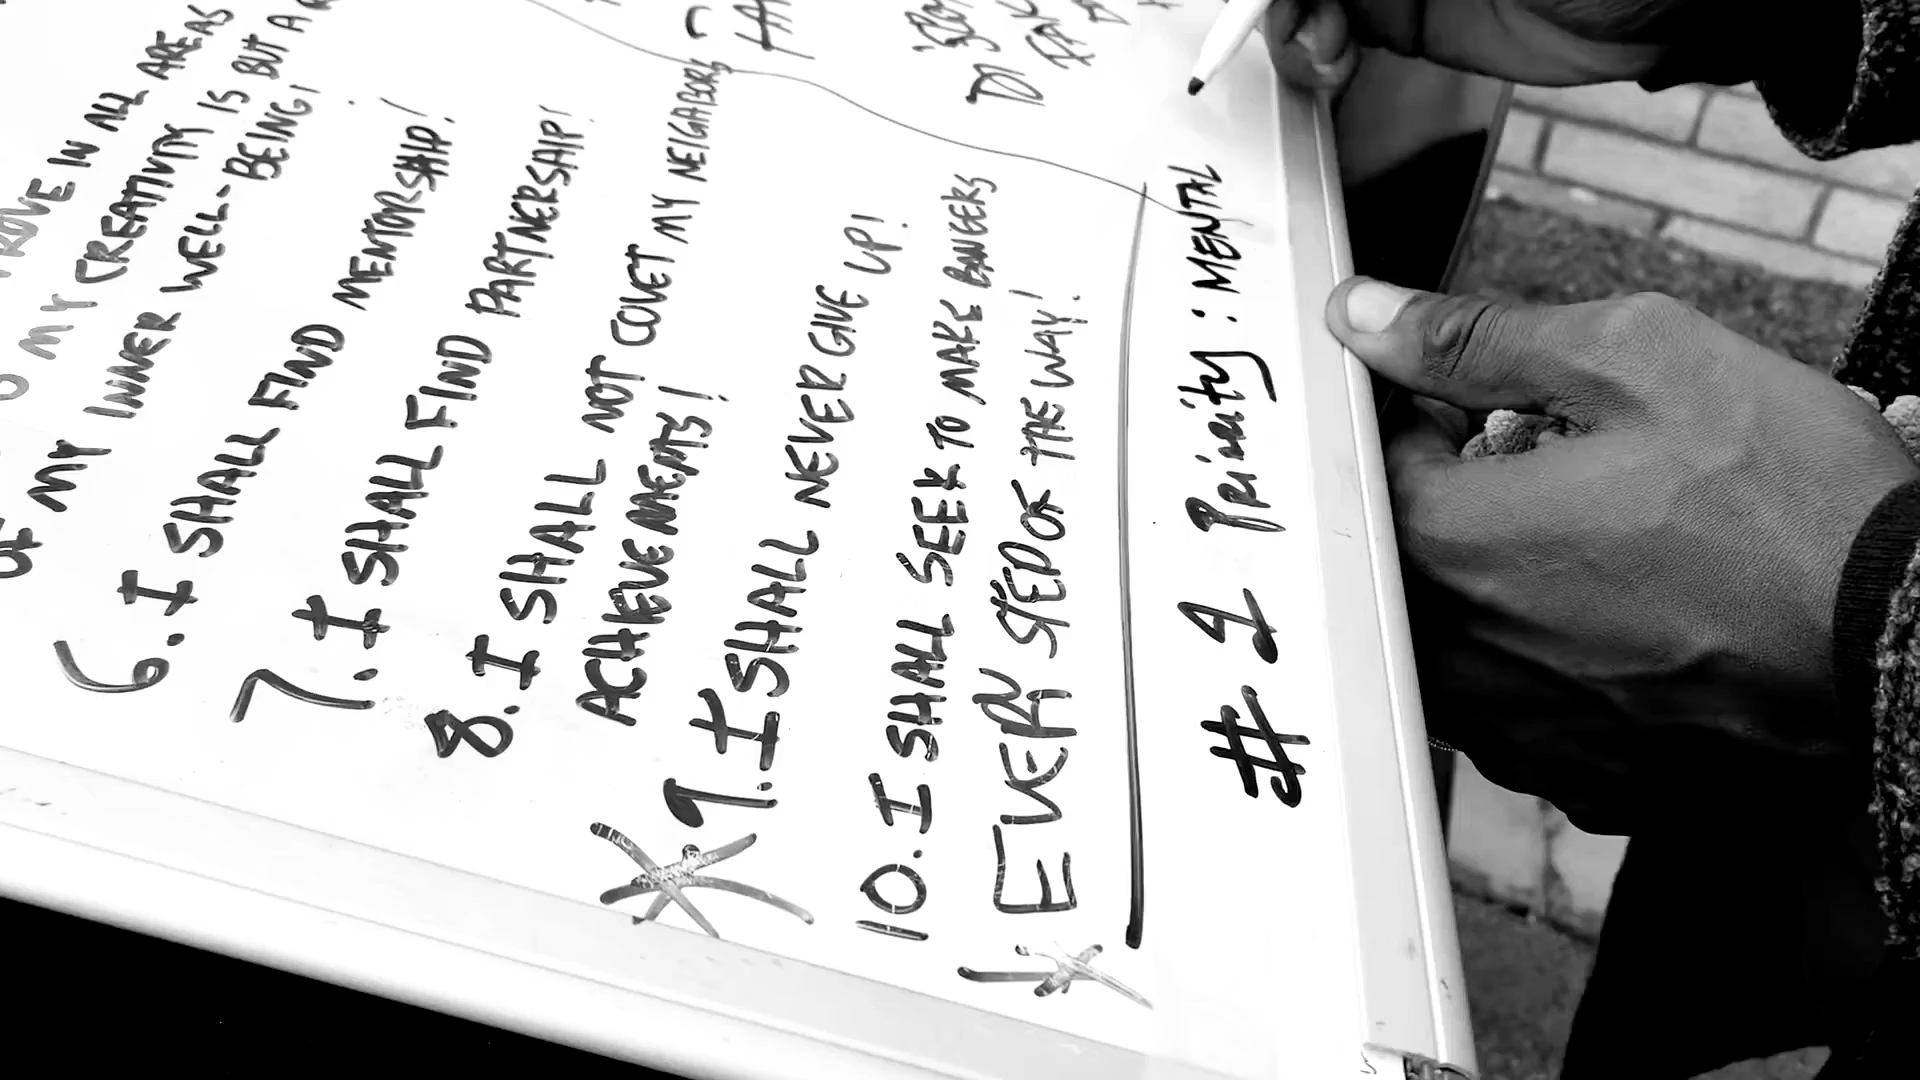 ROVE IN ALL AREAS
O MY CREATIVITY IS BUT A R
OF MY INNER WELL-BEING!
6. I SHALL FIND MENTORSHIP!
7. I SHALL FIND PARTNERSHIP!
8. I SHALL NOT COVET MY NEIGHBORS
ACHIEVEMENTS!
9. I SHALL NEVER GIVE UP!
10. I SHALL SEEK TO MAKE BANGERS
EVERY STEP OF THE WAY!
#1 Priority: MENTAL